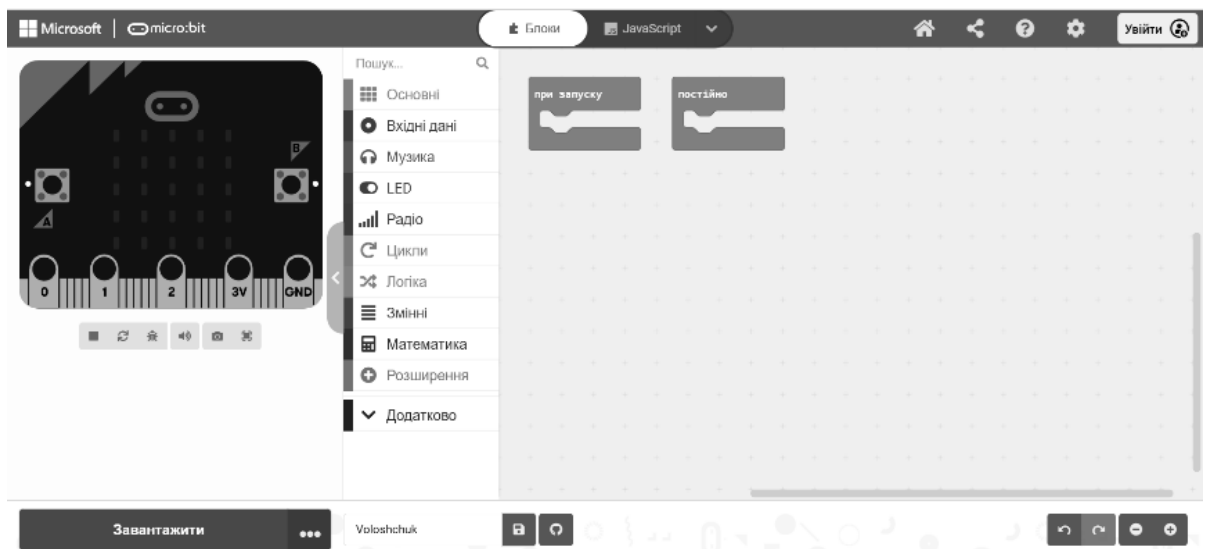 Microsoft micro:bit Блоки JavaScript Увійти
Пошук...
Основні
Вхідні дані
Музика
LED
Радіо
Цикли
Логіка
Змінні
Математика
Розширення
Додатково
при запуску постійно
B
A
0 1 2 3V GND
Завантажити ••• Voloshchuk